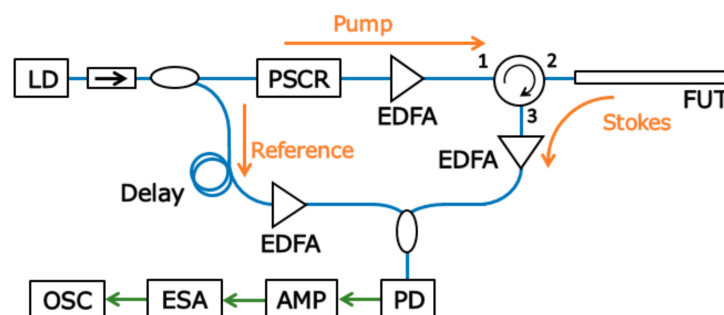 Pump
LD
PSCR
EDFA
1
2
3
FUT
Stokes
EDFA
Reference
Delay
EDFA
OSC
ESA
AMP
PD